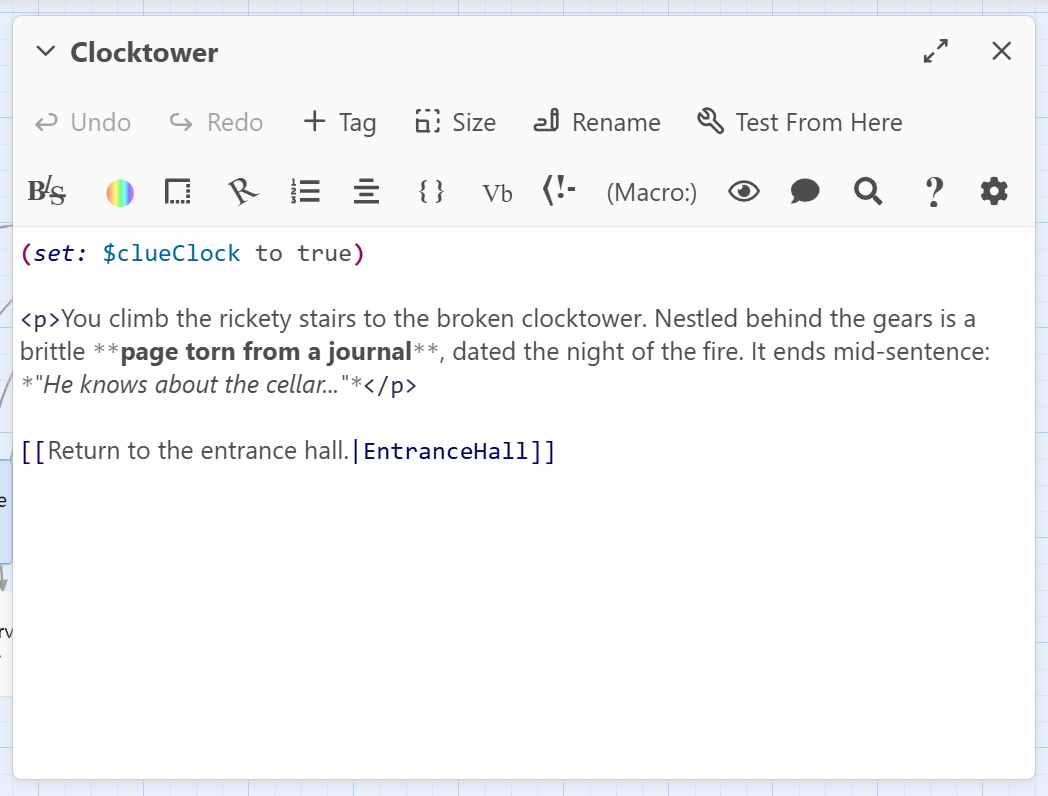 Clocktower
Undo Redo + Tag Size Rename Test From Here
B/S {} Vb (!- (Macro:) ?
(set: $clueClock to true)
<p>You climb the rickety stairs to the broken clocktower. Nestled behind the gears is a
brittle **page torn from a journal**, dated the night of the fire. It ends mid-sentence:
*"He knows about the cellar..."*</p>
[[Return to the entrance hall.|EntranceHall]]
e
rv